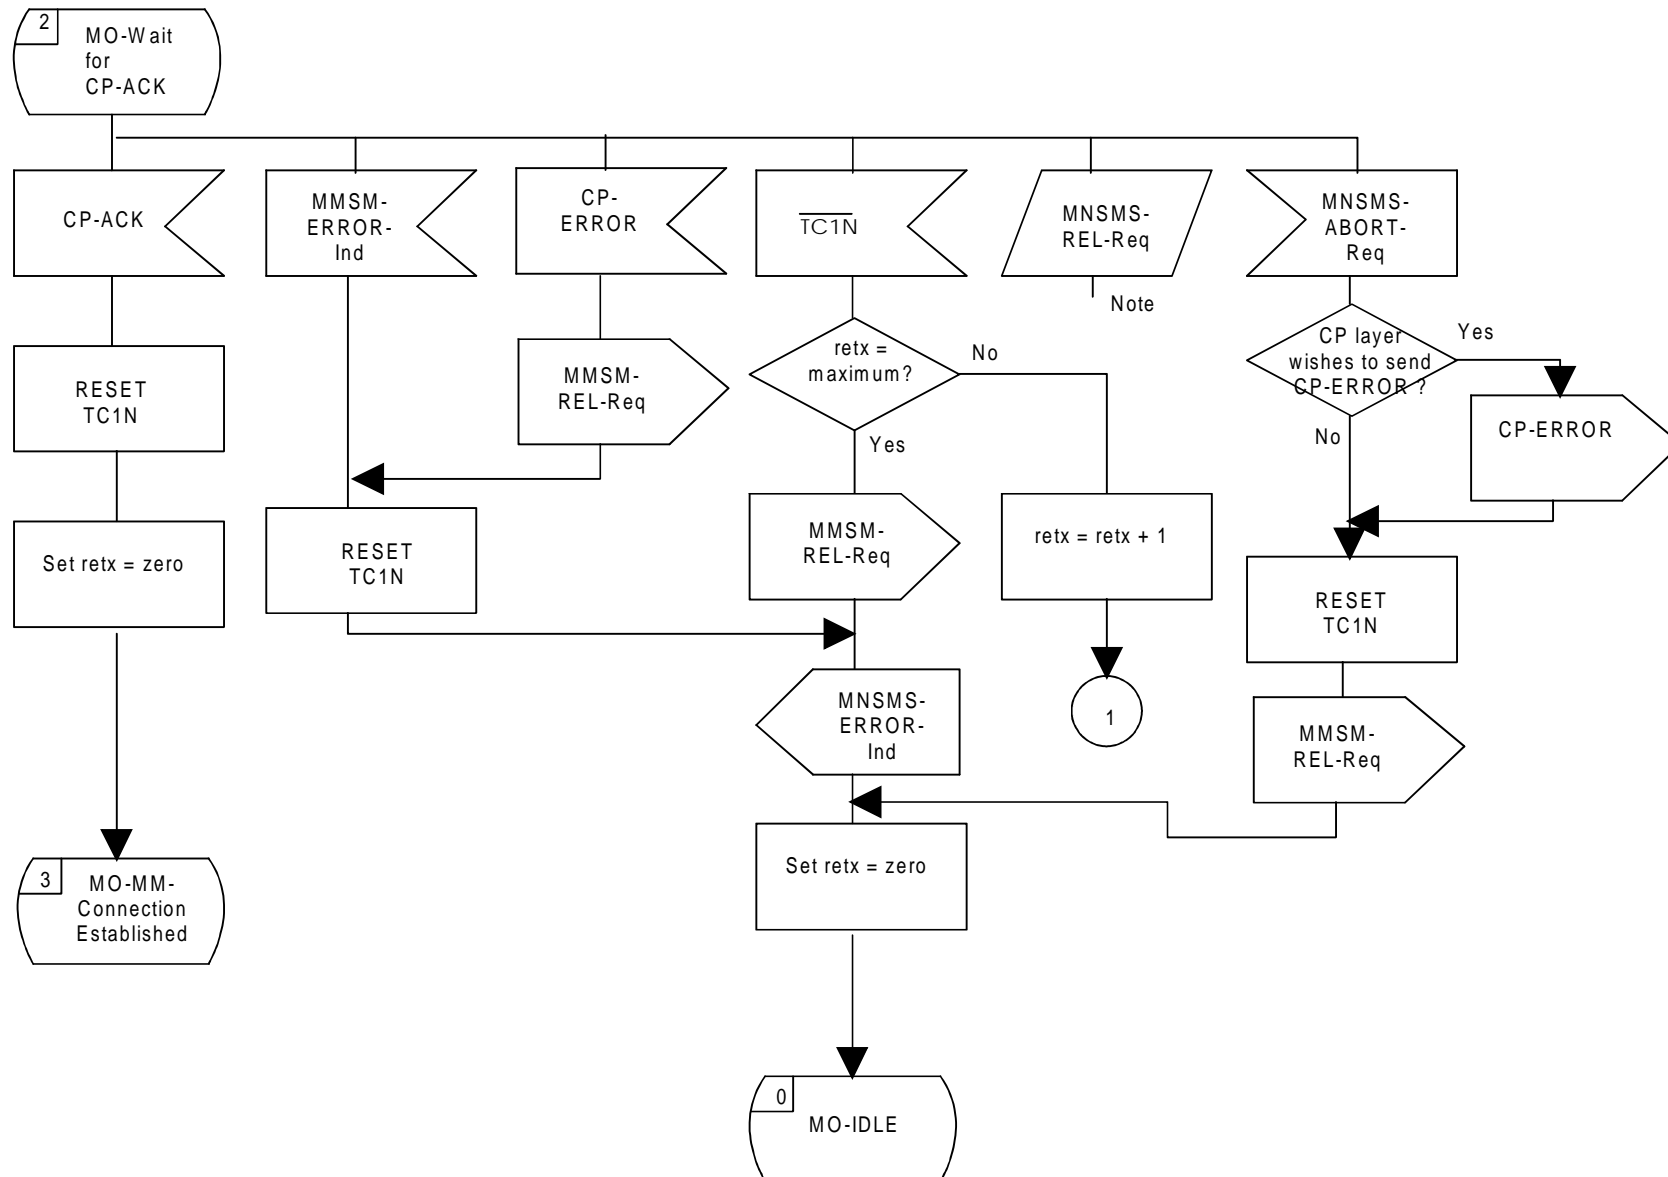 2
MO-Wait
for
CP-ACK
CP-ACK
MMSM-
ERROR-
Ind
CP-
ERROR
TC1N
MNSMS-
REL-Req
Note
MNSMS-
ABORT-
Req
RESET
TC1N
MMSM-
REL-Req
retx =
maximum?
No
Yes
CP layer
wishes to send
CP-ERROR ?
Yes
No
CP-ERROR
Set retx = zero
RESET
TC1N
MMSM-
REL-Req
retx = retx + 1
RESET
TC1N
MNSMS-
ERROR-
Ind
1
MMSM-
REL-Req
3
MO-MM-
Connection
Established
Set retx = zero
0
MO-IDLE